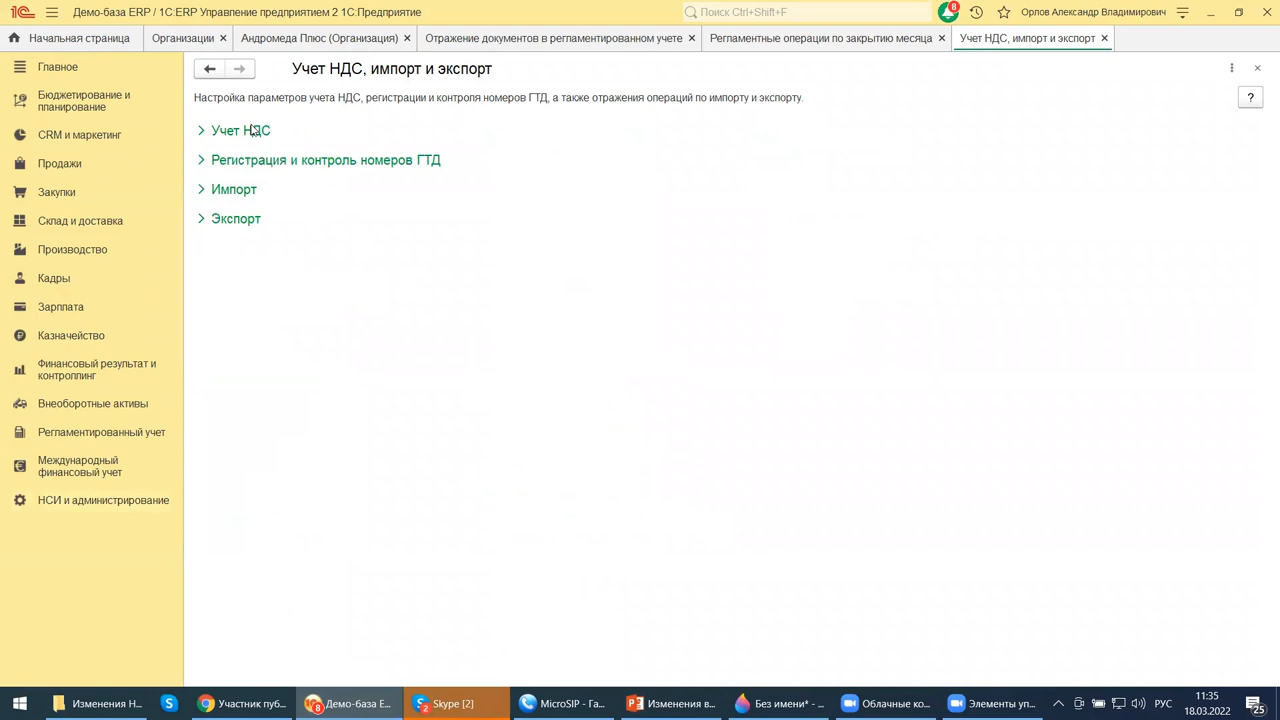 Демо-база ERP / 1С:ERP Управление предприятием 2 1С:Предприятие
Поиск Ctrl+Shift+F
8
Орлов Александр Владимирович
Начальная страница
Организации
Андромеда Плюс (Организация)
Отражение документов в регламентированном учете
Регламентные операции по закрытию месяца
Учет НДС, импорт и экспорт
Главное
Бюджетирование и
планирование
CRM и маркетинг
Продажи
Закупки
Склад и доставка
Производство
Кадры
Зарплата
Казначейство
Финансовый результат и
контроллинг
Внеоборотные активы
Регламентированный учет
Международный
финансовый учет
НСИ и администрирование
Учет НДС, импорт и экспорт
Настройка параметров учета НДС, регистрации и контроля номеров ГТД, а также отражения операций по импорту и экспорту.
?
Учет НДС
Регистрация и контроль номеров ГТД
Импорт
Экспорт
Изменения Н...
Участник пуб...
Демо-база E...
Skype [2]
MicroSIP - Га...
Изменения в...
Без имени* - ...
Облачные ко...
Элементы уп...
РУС
11:35
18.03.2022
25